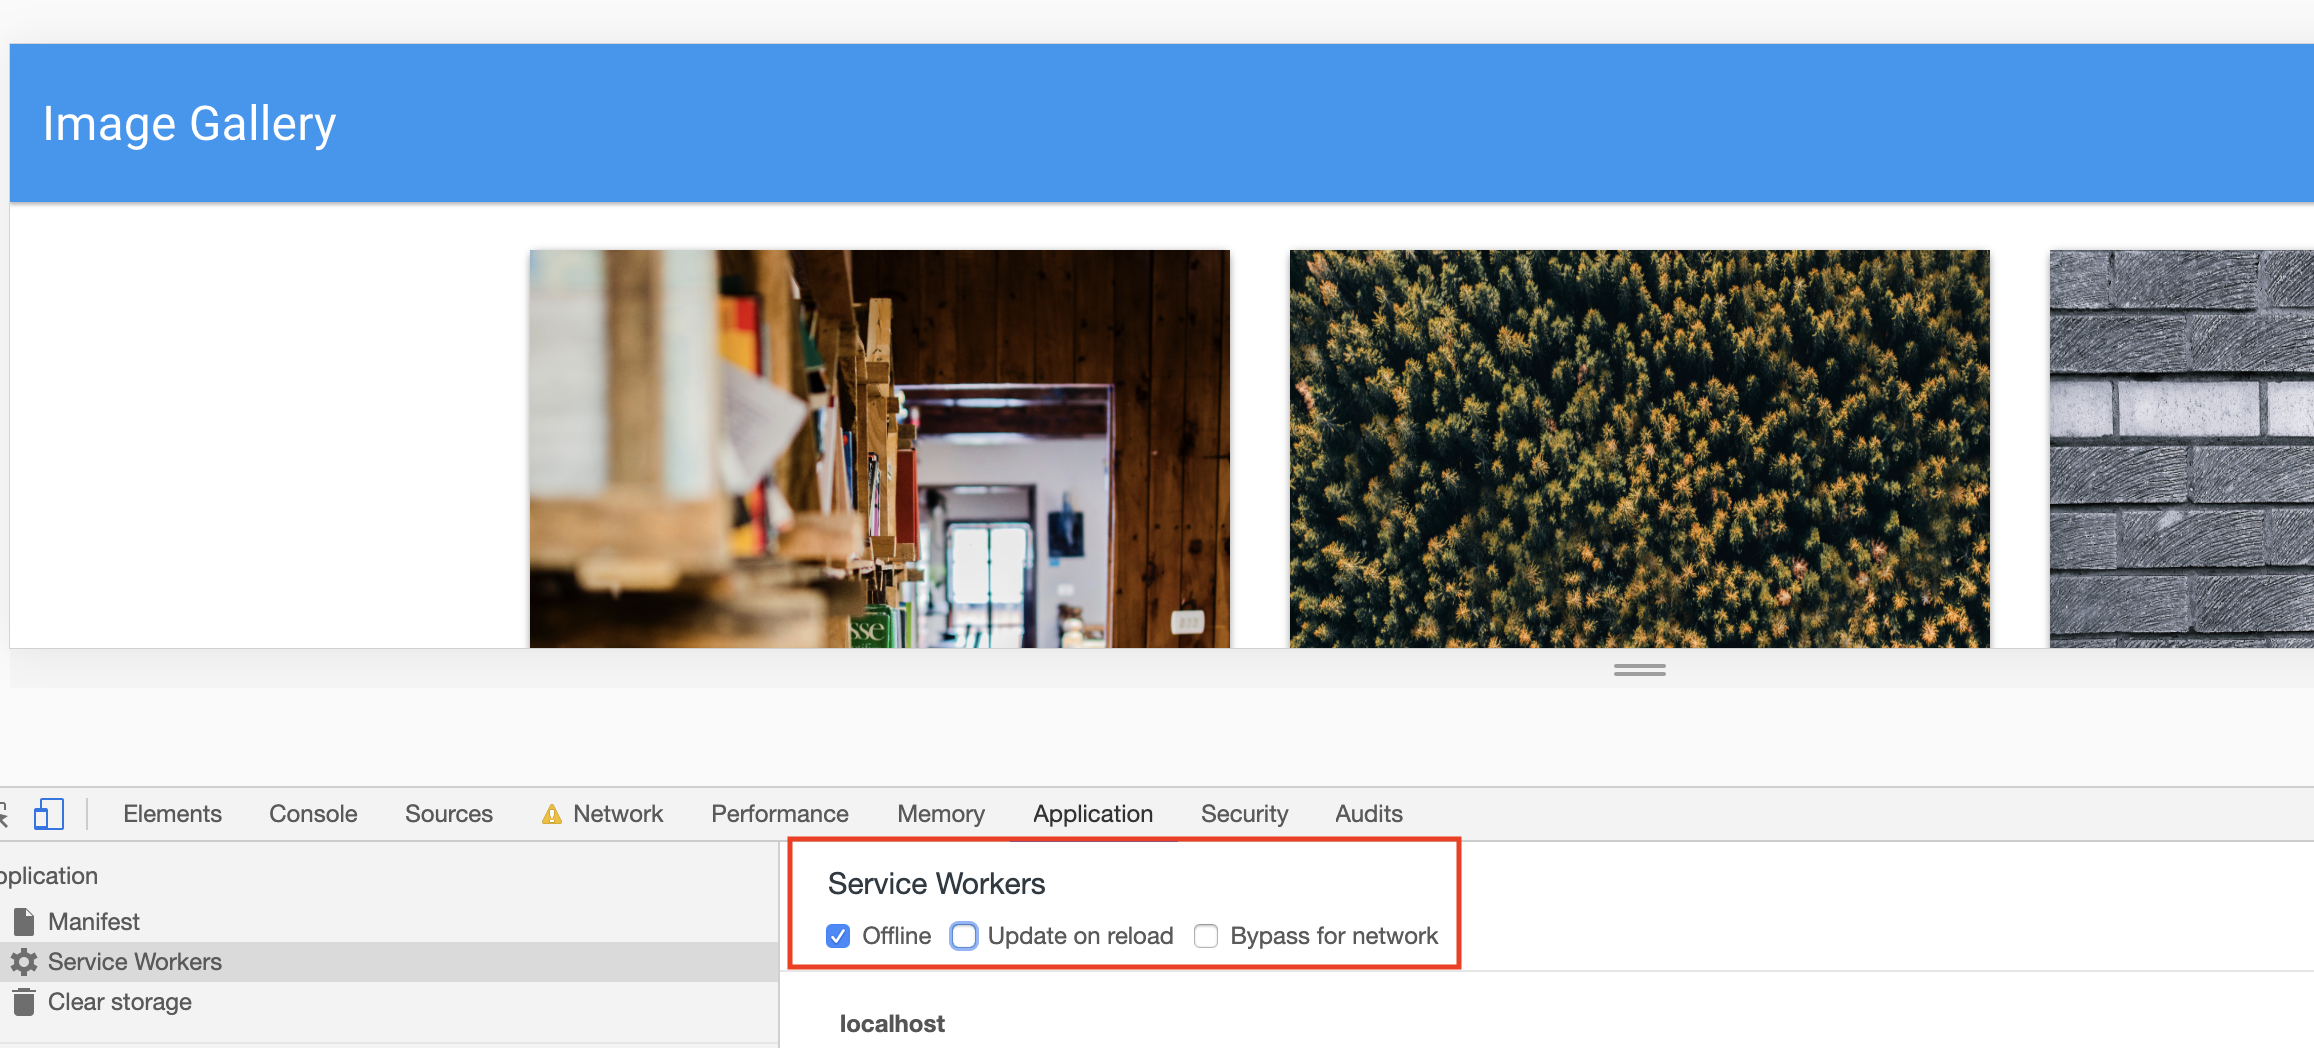 Image Gallery
sse
Elements Console Sources Network Performance Memory Application Security Audits
pplication
Manifest
Service Workers
Clear storage
Service Workers
Offline Update on reload Bypass for network
localhost